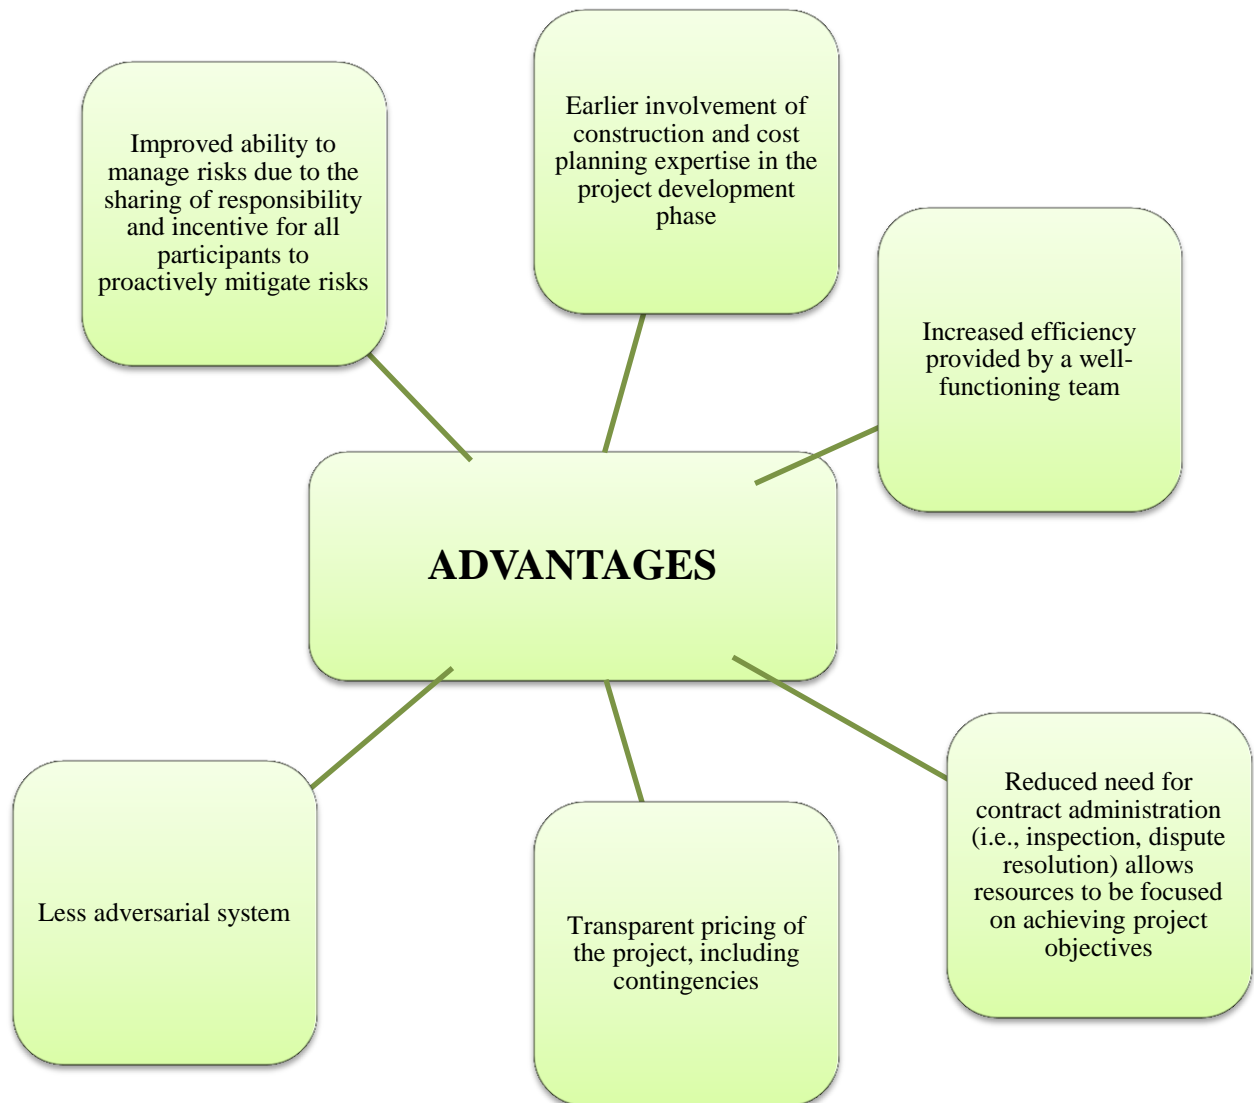 Improved ability to
manage risks due to the
sharing of responsibility
and incentive for all
participants to
proactively mitigate risks
Earlier involvement of
construction and cost
planning expertise in the
project development
phase
Increased efficiency
provided by a well-
functioning team
ADVANTAGES
Less adversarial system
Transparent pricing of
the project, including
contingencies
Reduced need for
contract administration
(i.e., inspection, dispute
resolution) allows
resources to be focused
on achieving project
objectives